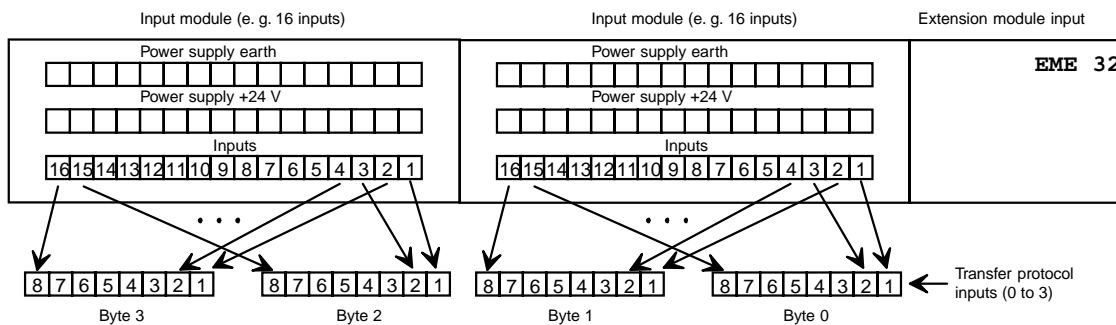 Input module (e. g. 16 inputs) Input module (e. g. 16 inputs) Extension module input
Power supply earth Power supply earth
EME 32
Power supply +24 V Power supply +24 V
Inputs Inputs
16 15 14 13 12 11 10 9 8 7 6 5 4 3 2 1 16 15 14 13 12 11 10 9 8 7 6 5 4 3 2 1
. . . . . .
8 7 6 5 4 3 2 1 8 7 6 5 4 3 2 1 8 7 6 5 4 3 2 1 8 7 6 5 4 3 2 1 Transfer protocol
inputs (0 to 3)
Byte 3 Byte 2 Byte 1 Byte 0